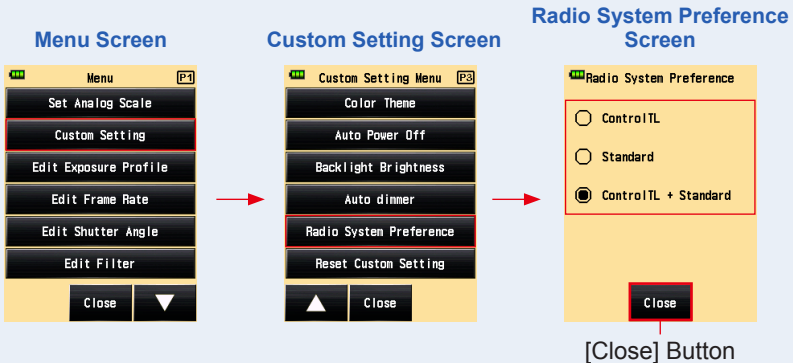 Menu Screen
Menu P1
Set Analog Scale
Custom Setting
Edit Exposure Profile
Edit Frame Rate
Edit Shutter Angle
Edit Filter
Close
Custom Setting Screen
Custom Setting Menu P3
Color Theme
Auto Power Off
Backlight Brightness
Auto dimmer
Radio System Preference
Reset Custom Setting
Close
Radio System Preference
Screen
Radio System Preference
ControlTL
Standard
ControlTL + Standard
Close
[Close] Button